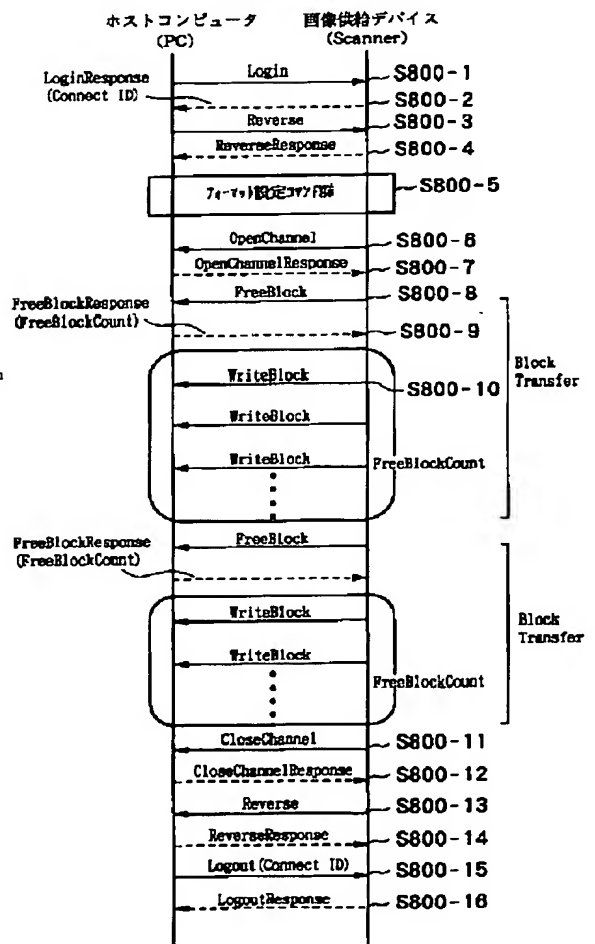 ホストコンピュータ 画像供給デバイス
(PC) (Scanner)
Login S800-1
LoginResponse
(Connect ID) S800-2
Reverse S800-3
ReverseResponse S800-4
フォーマット設定コマンド等 S800-5
OpenChannel S800-6
OpenChannelResponse S800-7
FreeBlock S800-8
FreeBlockResponse
(FreeBlockCount) S800-9
Block
Transfer
WriteBlock S800-10
WriteBlock
WriteBlock FreeBlockCount
FreeBlockResponse FreeBlock
(FreeBlockCount)
Block
Transfer
WriteBlock
WriteBlock
FreeBlockCount
CloseChannel S800-11
CloseChannelResponse S800-12
Reverse S800-13
ReverseResponse S800-14
Logout(Connect ID) S800-15
LogoutResponse S800-16